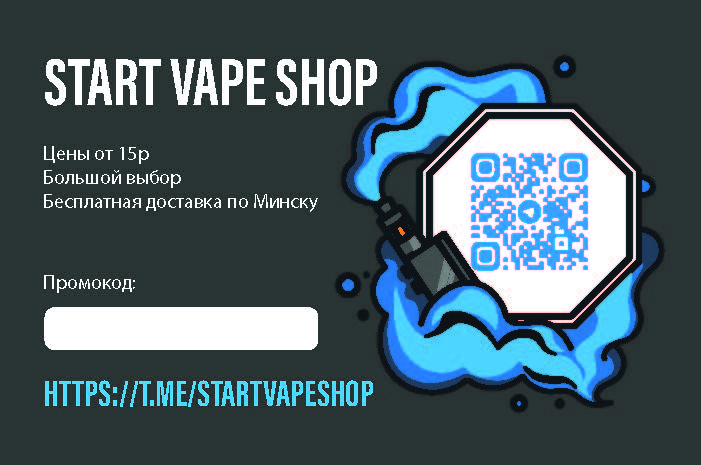 START VAPE SHOP
Цены от 15р
Большой выбор
Бесплатная доставка по Минску
Промокод:
HTTPS://T.ME/STARTVAPESHOP